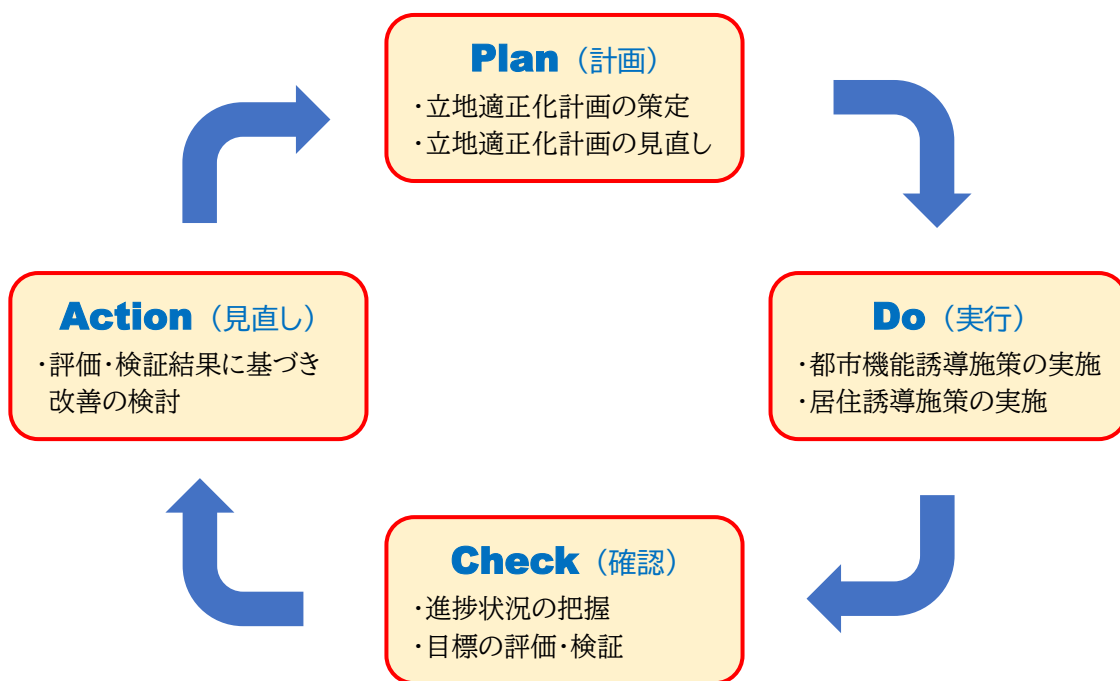 Plan（計画）
・立地適正化計画の策定
・立地適正化計画の見直し
Do（実行）
・都市機能誘導施策の実施
・居住誘導施策の実施
Check（確認）
・進捗状況の把握
・目標の評価・検証
Action（見直し）
・評価・検証結果に基づき
改善の検討